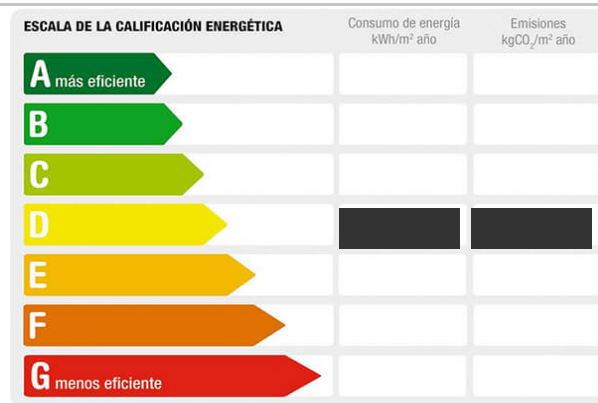 ESCALA DE LA CALIFICACIÓN ENERGÉTICA
Consumo de energía
kWh/m² año
Emisiones
kgCO₂/m² año
A más eficiente
B
C
D
E
F
G menos eficiente